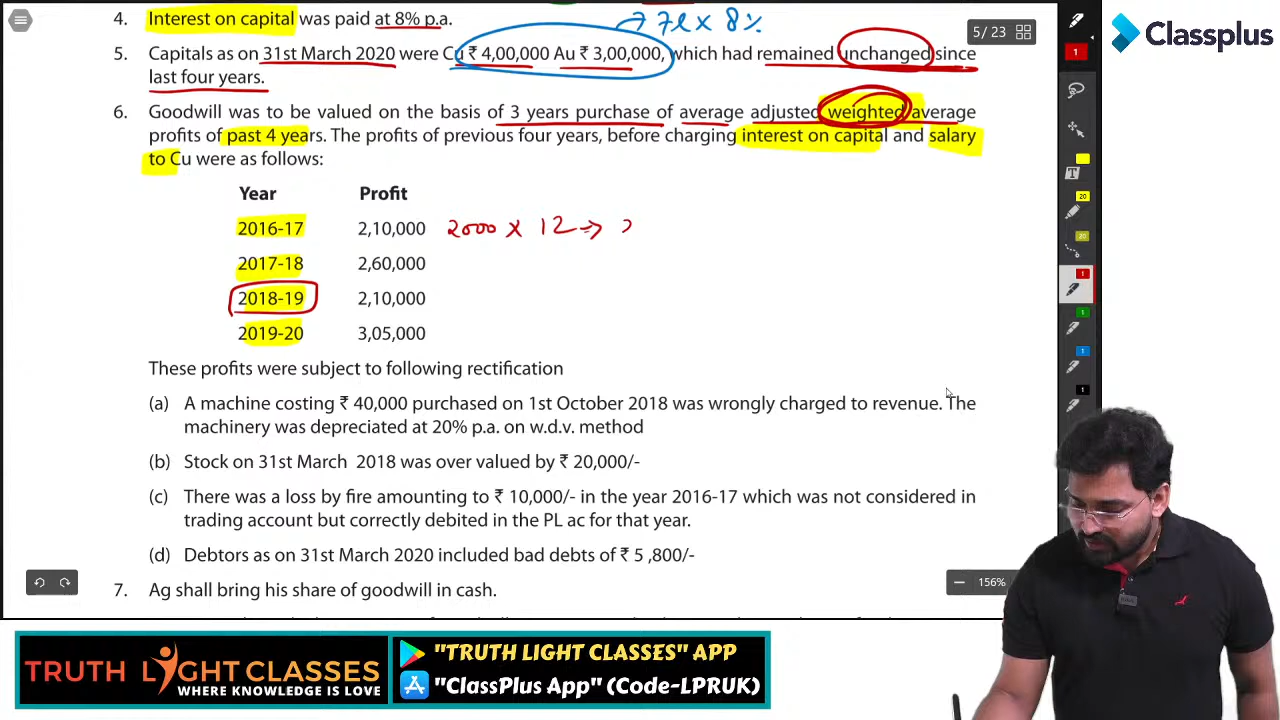 4. Interest on capital was paid at 8% p.a. → 7l x 8%
5. Capitals as on 31st March 2020 were Cu ₹ 4,00,000 Au ₹ 3,00,000, which had remained unchanged since
last four years.
6. Goodwill was to be valued on the basis of 3 years purchase of average adjusted weighted average
profits of past 4 years. The profits of previous four years, before charging interest on capital and salary
to Cu were as follows:
Year Profit
2016-17 2,10,000 2000 x 12 ⇒
2017-18 2,60,000
2018-19 2,10,000
2019-20 3,05,000
These profits were subject to following rectification
(a) A machine costing ₹ 40,000 purchased on 1st October 2018 was wrongly charged to revenue. The
machinery was depreciated at 20% p.a. on w.d.v. method
(b) Stock on 31st March 2018 was over valued by ₹ 20,000/-
(c) There was a loss by fire amounting to ₹ 10,000/- in the year 2016-17 which was not considered in
trading account but correctly debited in the PL ac for that year.
(d) Debtors as on 31st March 2020 included bad debts of ₹ 5 ,800/-
7. Ag shall bring his share of goodwill in cash.
5 / 23
156%
Classplus
TRUTH LIGHT CLASSES
WHERE KNOWLEDGE IS LOVE
"TRUTH LIGHT CLASSES" APP
"ClassPlus App" (Code-LPRUK)